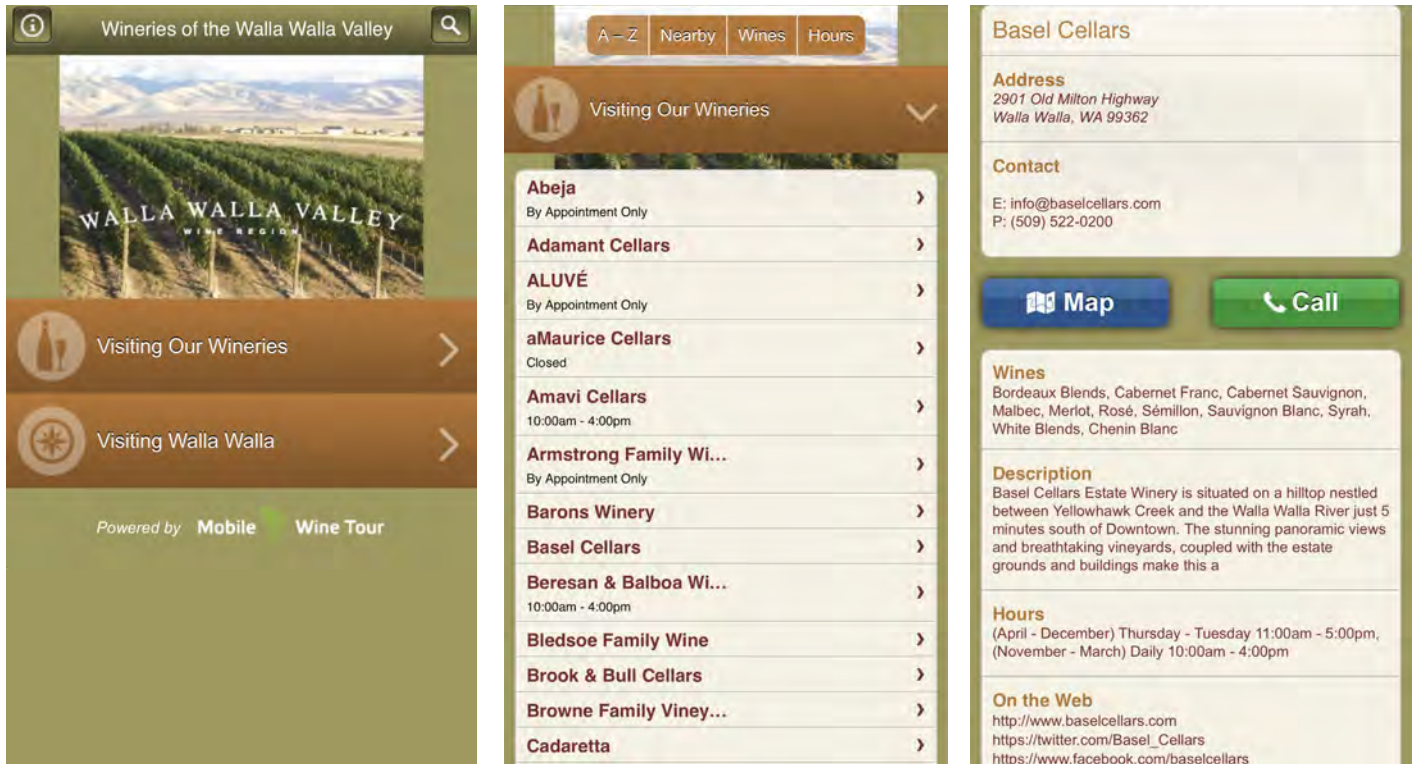 Wineries of the Walla Walla Valley
WALLA WALLA VALLEY
WINE REGION
Visiting Our Wineries
Visiting Walla Walla
Powered by Mobile Wine Tour
A – Z Nearby Wines Hours
Visiting Our Wineries
Abeja
By Appointment Only
Adamant Cellars
ALUVÉ
By Appointment Only
aMaurice Cellars
Closed
Amavi Cellars
10:00am - 4:00pm
Armstrong Family Wi...
By Appointment Only
Barons Winery
Basel Cellars
Beresan & Balboa Wi...
10:00am - 4:00pm
Bledsoe Family Wine
Brook & Bull Cellars
Browne Family Viney...
Cadaretta
Basel Cellars
Address
2901 Old Milton Highway
Walla Walla, WA 99362
Contact
E: info@baselcellars.com
P: (509) 522-0200
Map
Call
Wines
Bordeaux Blends, Cabernet Franc, Cabernet Sauvignon,
Malbec, Merlot, Rosé, Sémillon, Sauvignon Blanc, Syrah,
White Blends, Chenin Blanc
Description
Basel Cellars Estate Winery is situated on a hilltop nestled
between Yellowhawk Creek and the Walla Walla River just 5
minutes south of Downtown. The stunning panoramic views
and breathtaking vineyards, coupled with the estate
grounds and buildings make this a
Hours
(April - December) Thursday - Tuesday 11:00am - 5:00pm,
(November - March) Daily 10:00am - 4:00pm
On the Web
http://www.baselcellars.com
https://twitter.com/Basel_Cellars
https://www.facebook.com/baselcellars